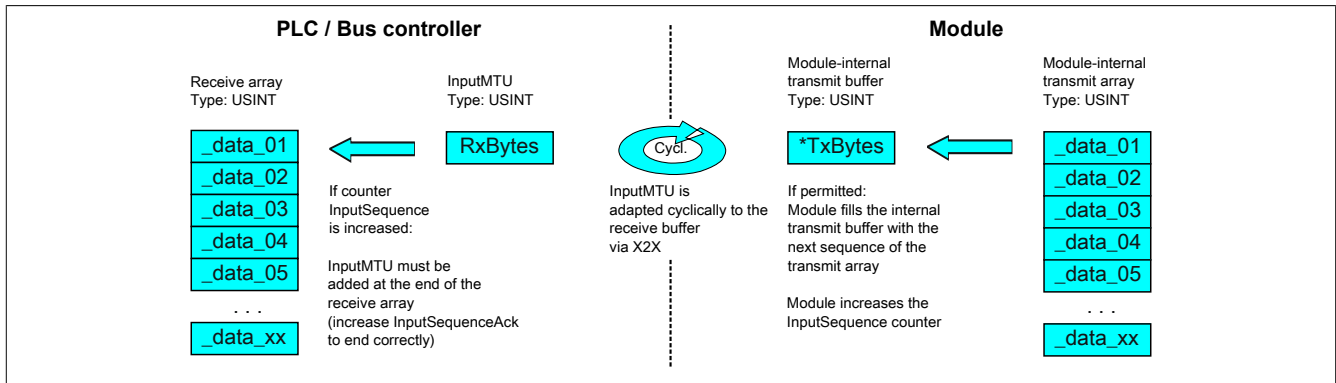 PLC / Bus controller
Module
Receive array
Type: USINT
InputMTU
Type: USINT
Module-internal
transmit buffer
Type: USINT
Module-internal
transmit array
Type: USINT
_data_01
_data_02
_data_03
_data_04
_data_05
. . .
_data_xx
If counter
InputSequence
is increased:
InputMTU must be
added at the end of the
receive array
(increase InputSequenceAck
to end correctly)
RxBytes
Cycl.
InputMTU is
adapted cyclically to the
receive buffer
via X2X
*TxBytes
If permitted:
Module fills the internal
transmit buffer with the
next sequence of the
transmit array
Module increases the
InputSequence counter
_data_01
_data_02
_data_03
_data_04
_data_05
. . .
_data_xx